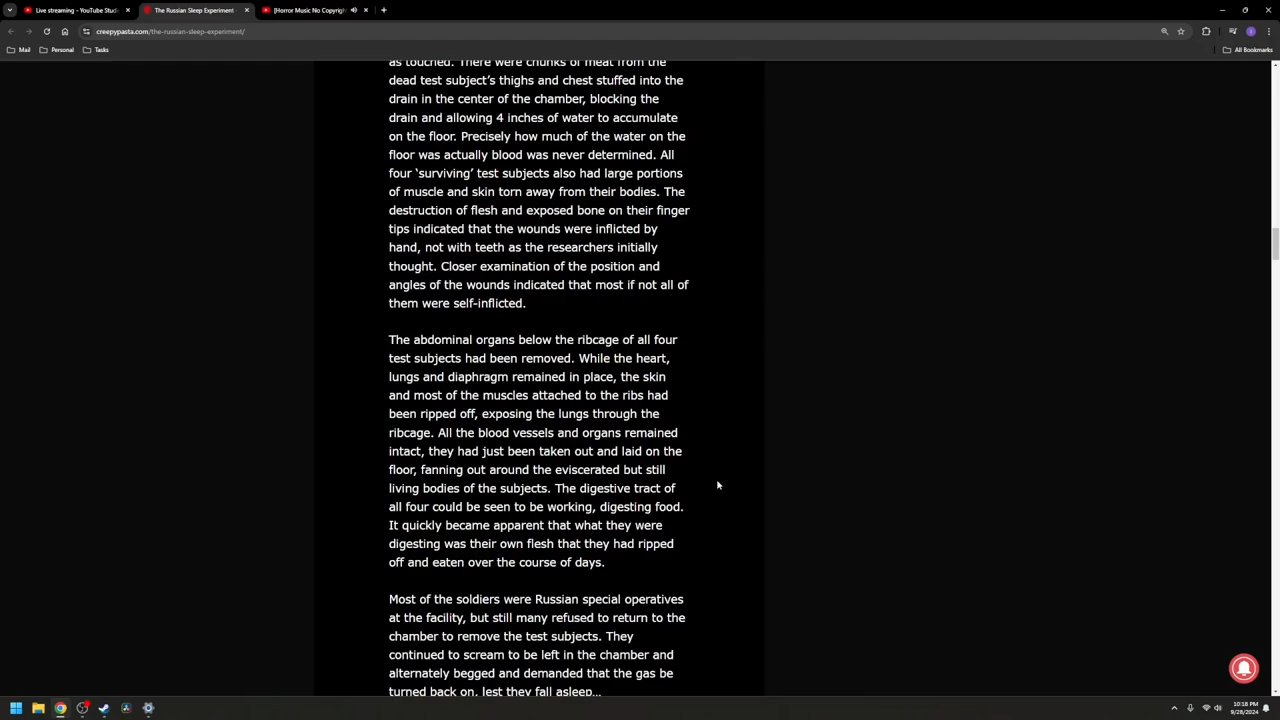 Live streaming - YouTube Stud
The Russian Sleep Experiment
[Horror Music No Copyrigh
creepypasta.com/the-russian-sleep-experiment/
Mail
Personal
Tasks
All Bookmarks
as touched. There were chunks of meat from the
dead test subject's thighs and chest stuffed into the
drain in the center of the chamber, blocking the
drain and allowing 4 inches of water to accumulate
on the floor. Precisely how much of the water on the
floor was actually blood was never determined. All
four ‘surviving’ test subjects also had large portions
of muscle and skin torn away from their bodies. The
destruction of flesh and exposed bone on their finger
tips indicated that the wounds were inflicted by
hand, not with teeth as the researchers initially
thought. Closer examination of the position and
angles of the wounds indicated that most if not all of
them were self-inflicted.
The abdominal organs below the ribcage of all four
test subjects had been removed. While the heart,
lungs and diaphragm remained in place, the skin
and most of the muscles attached to the ribs had
been ripped off, exposing the lungs through the
ribcage. All the blood vessels and organs remained
intact, they had just been taken out and laid on the
floor, fanning out around the eviscerated but still
living bodies of the subjects. The digestive tract of
all four could be seen to be working, digesting food.
It quickly became apparent that what they were
digesting was their own flesh that they had ripped
off and eaten over the course of days.
Most of the soldiers were Russian special operatives
at the facility, but still many refused to return to the
chamber to remove the test subjects. They
continued to scream to be left in the chamber and
alternately begged and demanded that the gas be
turned back on, lest they fall asleep…
10:18 PM
9/28/2024